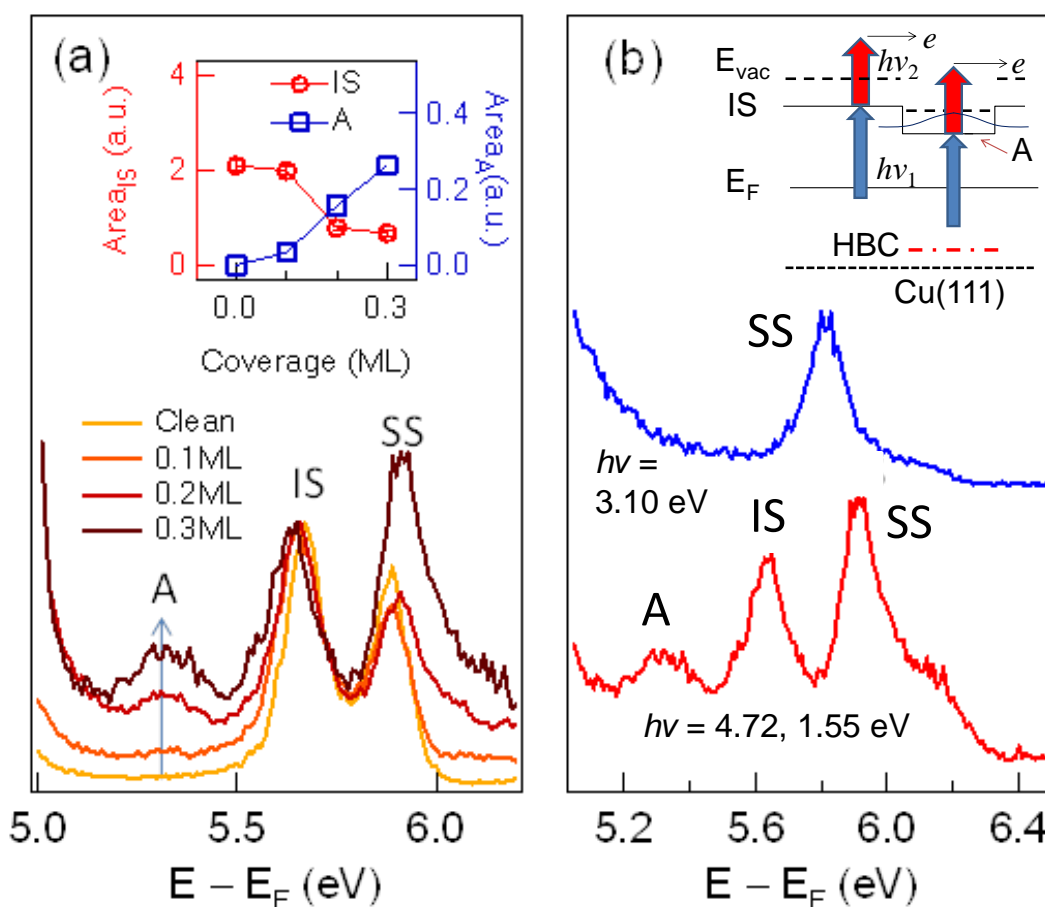 (a)
IS
A
4
2
0
Area_IS (a.u.)
0.4
0.2
0.0
Area_A(a.u.)
0.0
0.3
Coverage (ML)
Clean
0.1ML
0.2ML
0.3ML
A
IS
SS
5.0
5.5
6.0
E – E_F (eV)
(b)
E_vac
IS
E_F
hν₂
e
e
A
hν₁
HBC
Cu(111)
SS
hν =
3.10 eV
IS
SS
A
hν = 4.72, 1.55 eV
5.2
5.6
6.0
6.4
E – E_F (eV)